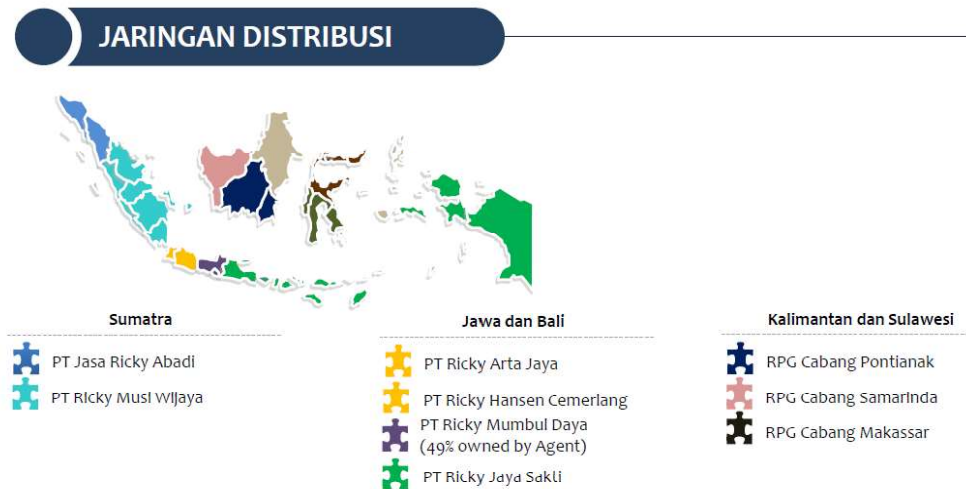 JARINGAN DISTRIBUSI
Sumatra
PT Jasa Ricky Abadi
PT Ricky Musi Wijaya
Jawa dan Bali
PT Ricky Arta Jaya
PT Ricky Hansen Cemerlang
PT Ricky Mumbul Daya
(49% owned by Agent)
PT Ricky Jaya Sakti
Kalimantan dan Sulawesi
RPG Cabang Pontianak
RPG Cabang Samarinda
RPG Cabang Makassar